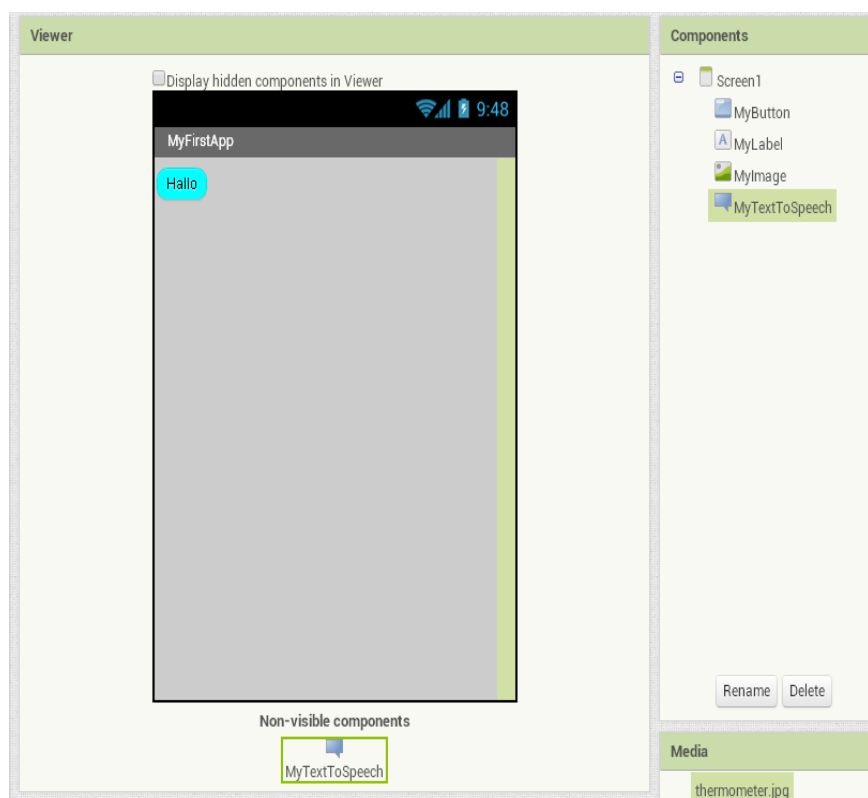 Viewer
Display hidden components in Viewer
9:48
MyFirstApp
Hallo
Non-visible components
MyTextToSpeech
Components
Screen1
MyButton
MyLabel
MyImage
MyTextToSpeech
Rename Delete
Media
thermometer.jpg